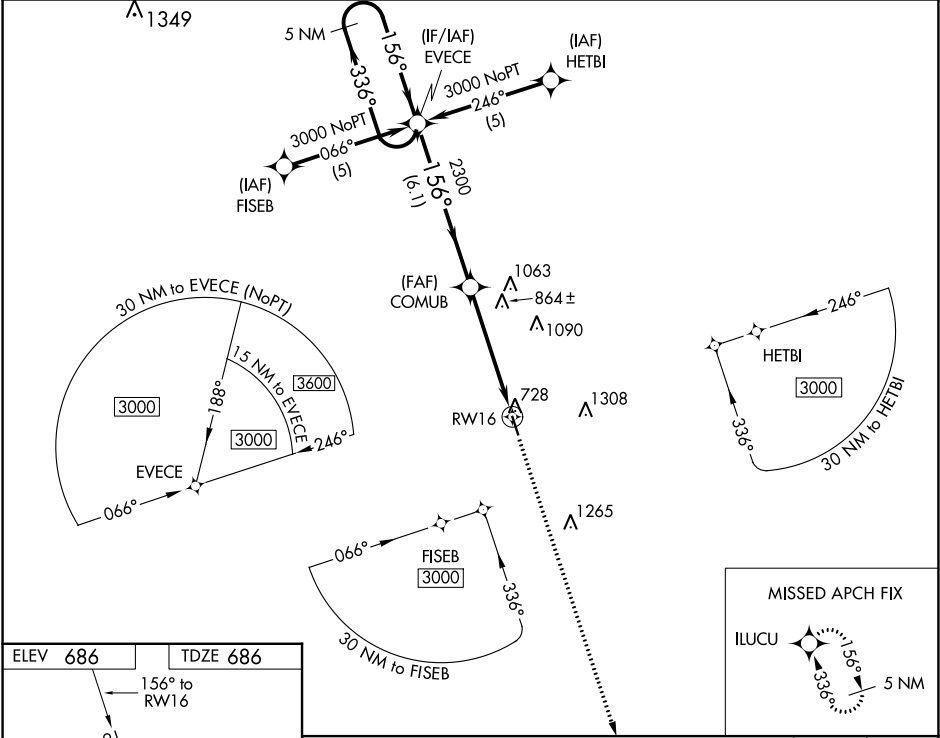 1349
5 NM
156°
336°
(IF/IAF)
EVECE
(IAF)
HETBI
3000 NoPT
246°
(5)
3000 NoPT
066°
(5)
(IAF)
FISEB
2300
156°
(6.1)
(FAF)
COMUB
1063
864 ±
1090
30 NM to EVECE (NoPT)
15 NM to EVECE
3600
3000
188°
3000
246°
EVECE
066°
246°
HETBI
3000
336°
30 NM to HETBI
RW16
728
1308
1265
066°
FISEB
3000
336°
30 NM to FISEB
MISSED APCH FIX
ILUCU
156°
336°
5 NM
ELEV 686
TDZE 686
156° to
RW16